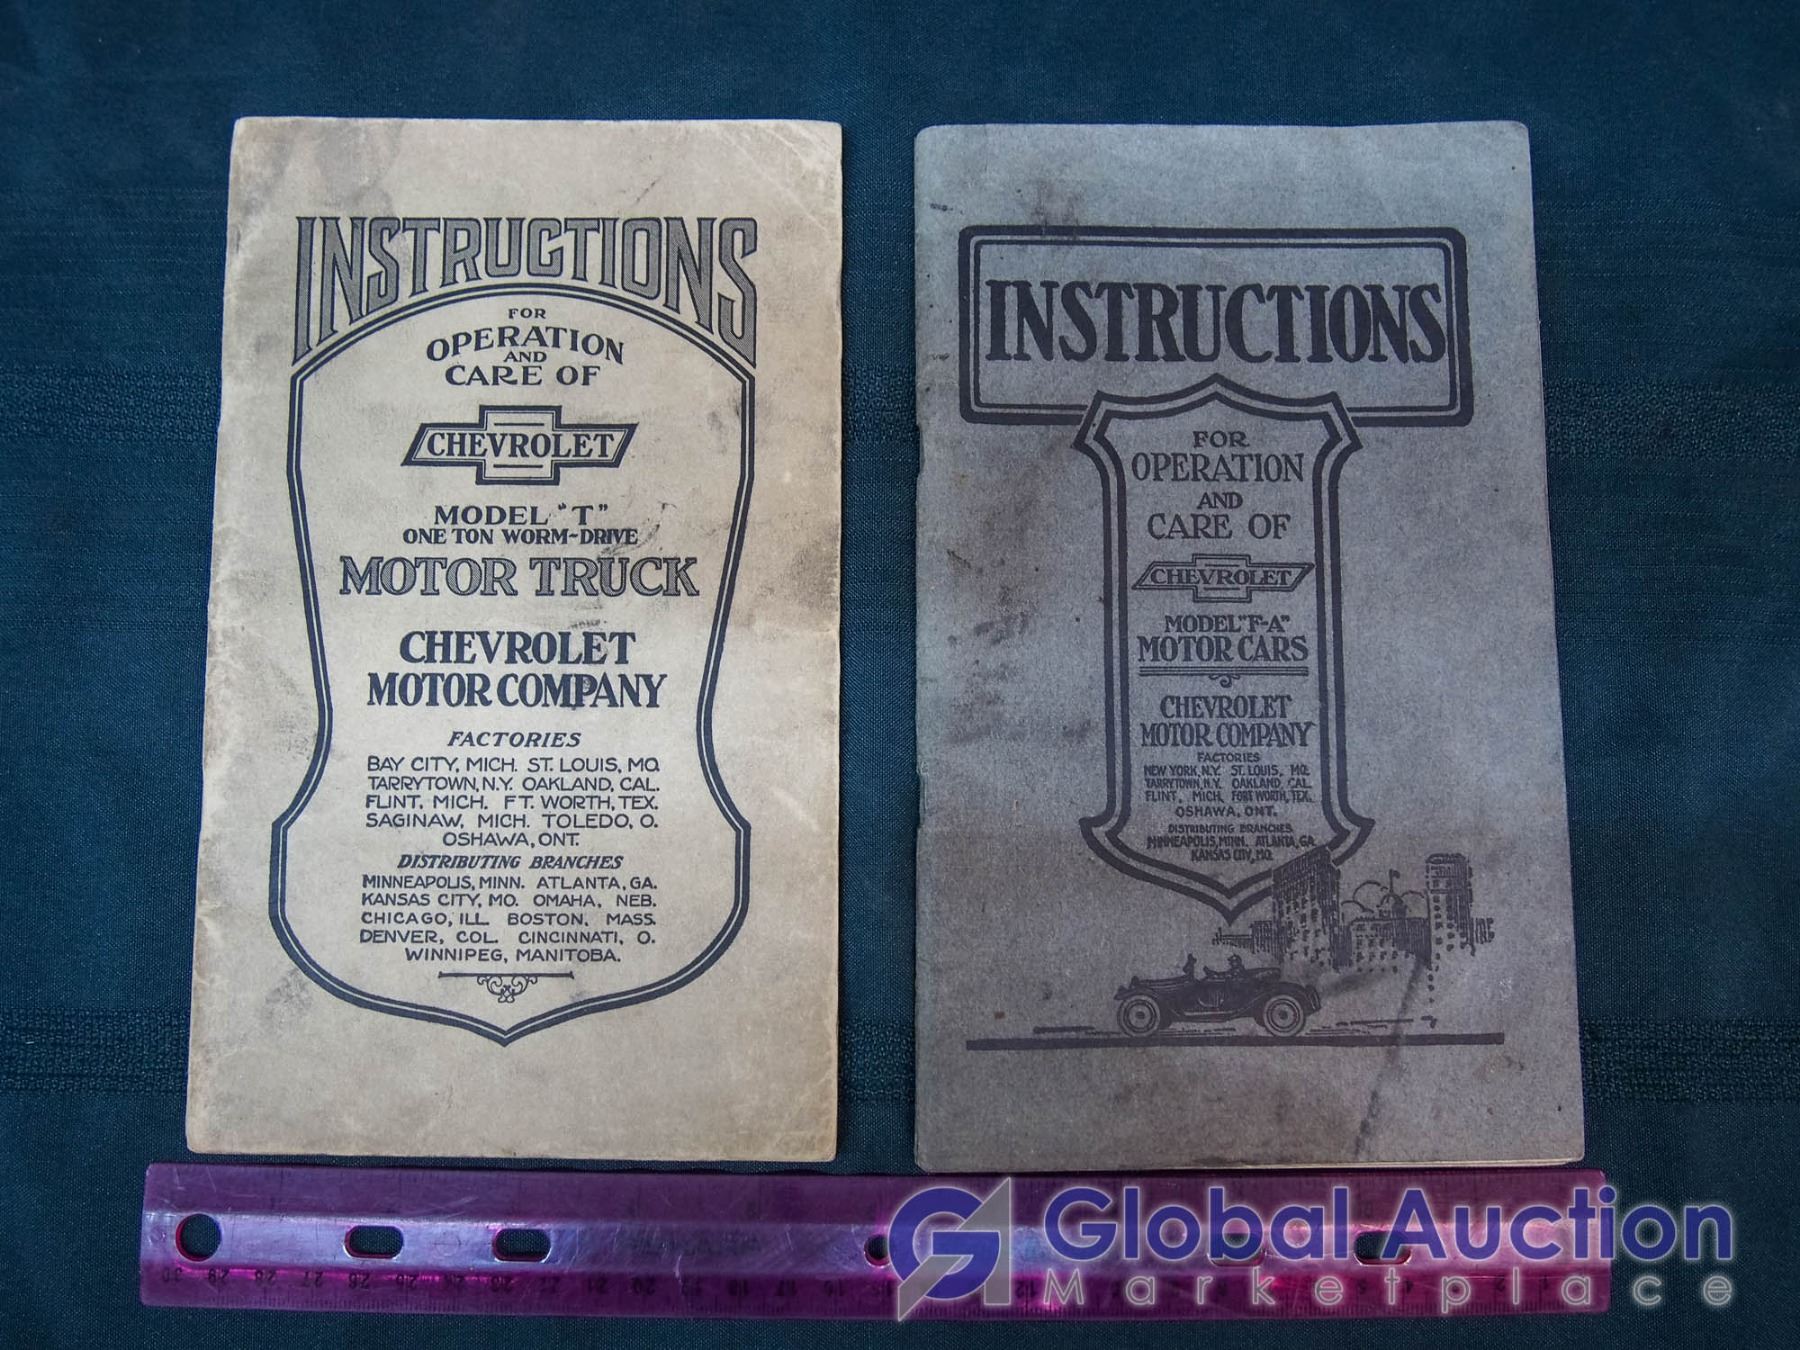 INSTRUCTIONS
FOR
OPERATION
AND
CARE OF
CHEVROLET
MODEL "T"
ONE TON WORM-DRIVE
MOTOR TRUCK
CHEVROLET
MOTOR COMPANY
FACTORIES
BAY CITY, MICH. ST. LOUIS, MO.
TARRYTOWN, N.Y. OAKLAND, CAL.
FLINT, MICH. FT. WORTH, TEX.
SAGINAW, MICH. TOLEDO, O.
OSHAWA, ONT.
DISTRIBUTING BRANCHES
MINNEAPOLIS, MINN. ATLANTA, GA.
KANSAS CITY, MO. OMAHA, NEB.
CHICAGO, ILL. BOSTON, MASS.
DENVER, COL. CINCINNATI, O.
WINNIPEG, MANITOBA.
INSTRUCTIONS
FOR
OPERATION
AND
CARE OF
CHEVROLET
MODEL "F-A"
MOTOR CARS
CHEVROLET
MOTOR COMPANY
FACTORIES
NEW YORK, N.Y. ST. LOUIS, MO.
TARRYTOWN, N.Y. OAKLAND, CAL.
FLINT, MICH. FORT WORTH, TEX.
OSHAWA, ONT.
DISTRIBUTING BRANCHES
MINNEAPOLIS, MINN. ATLANTA, GA.
KANSAS CITY, MO.
Global Auction
Marketplace
30 29 28 27 26